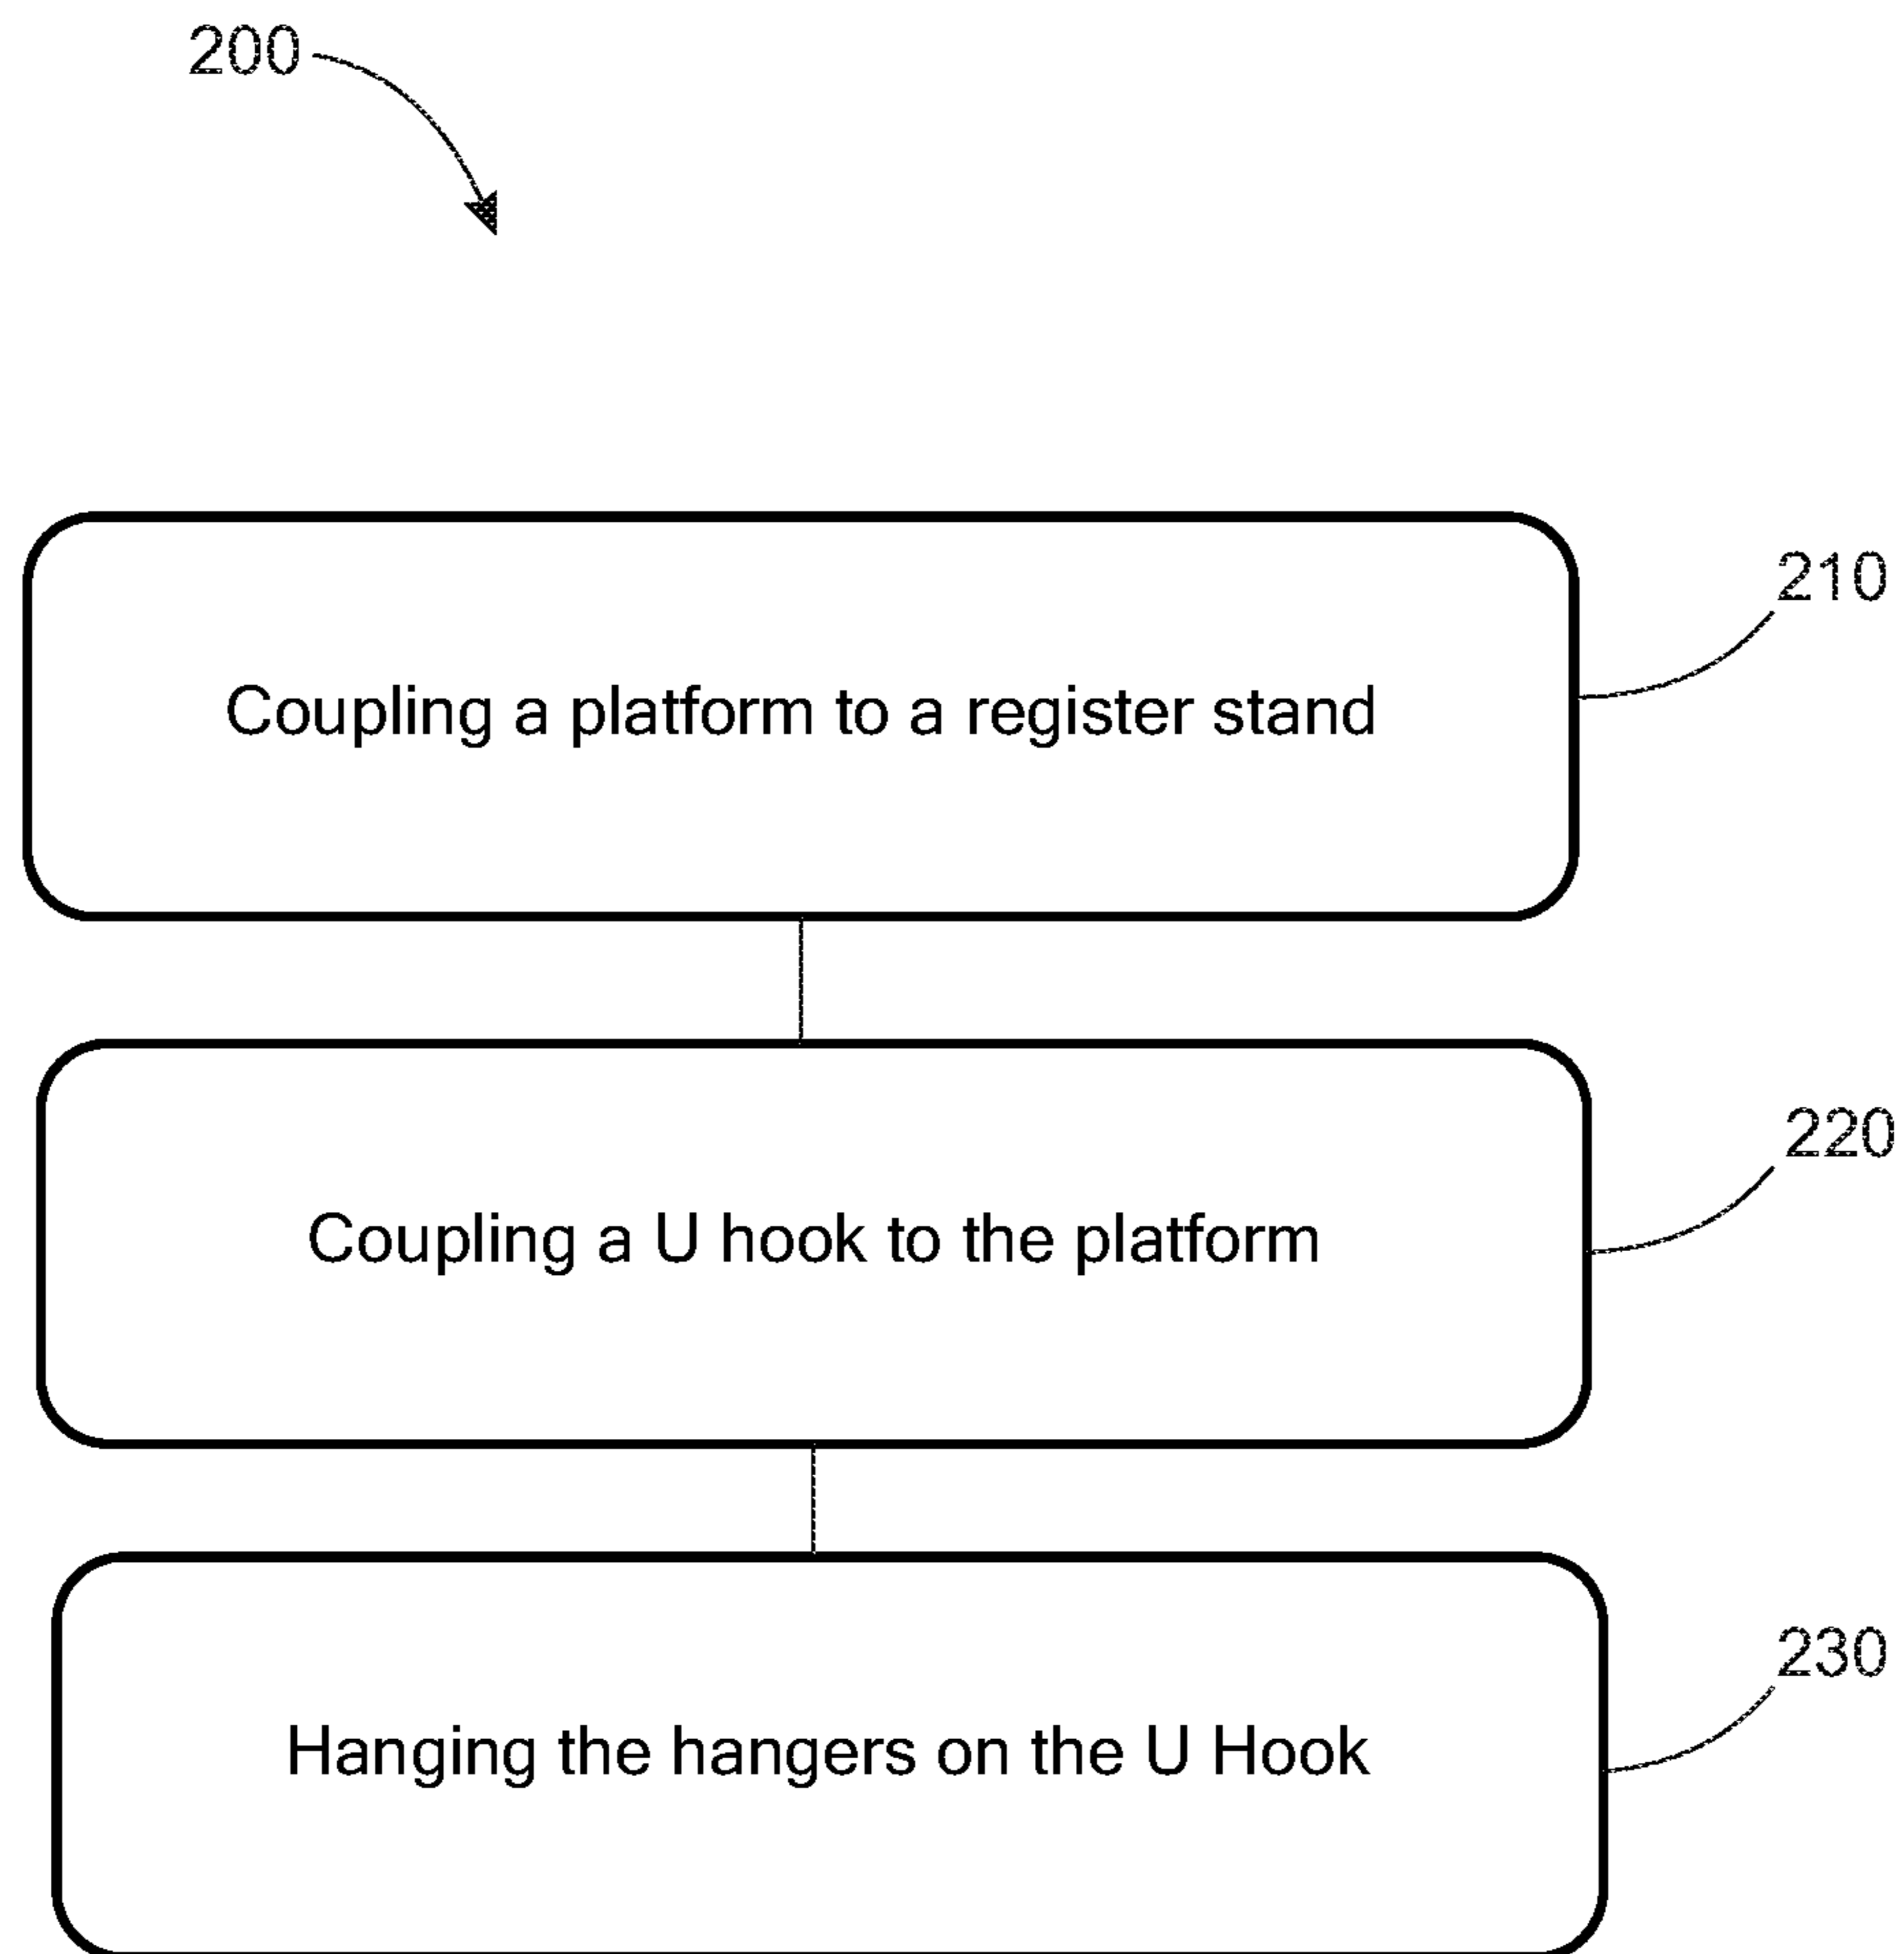 200
210
Coupling a platform to a register stand
220
Coupling a U hook to the platform
230
Hanging the hangers on the U Hook